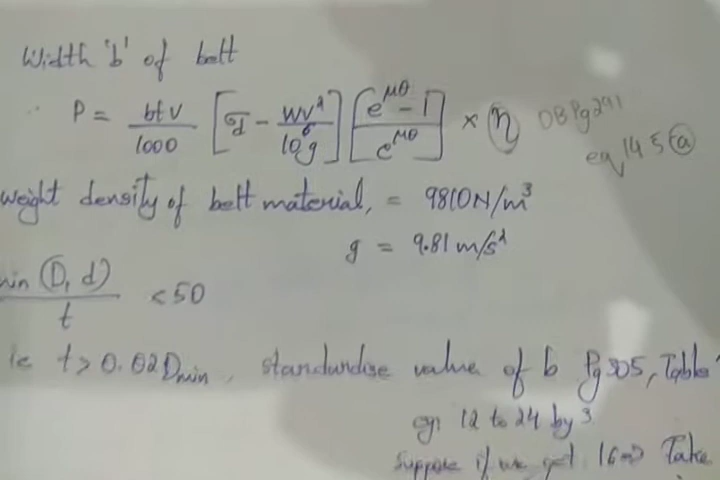 Width 'b' of belt
∴ P = btv/1000 [σd - wv²/10⁶g] [e^μθ - 1 / e^μθ] × η DB Pg 291
eq 14.5 (a)
weight density of belt material, = 9810 N/m³
g = 9.81 m/s²
min (D, d) / t < 50
ie t > 0.02 Dmin, standardise value of b Pg 305, Table
eg: 12 to 24 by 3
Suppose if we get 16 Take